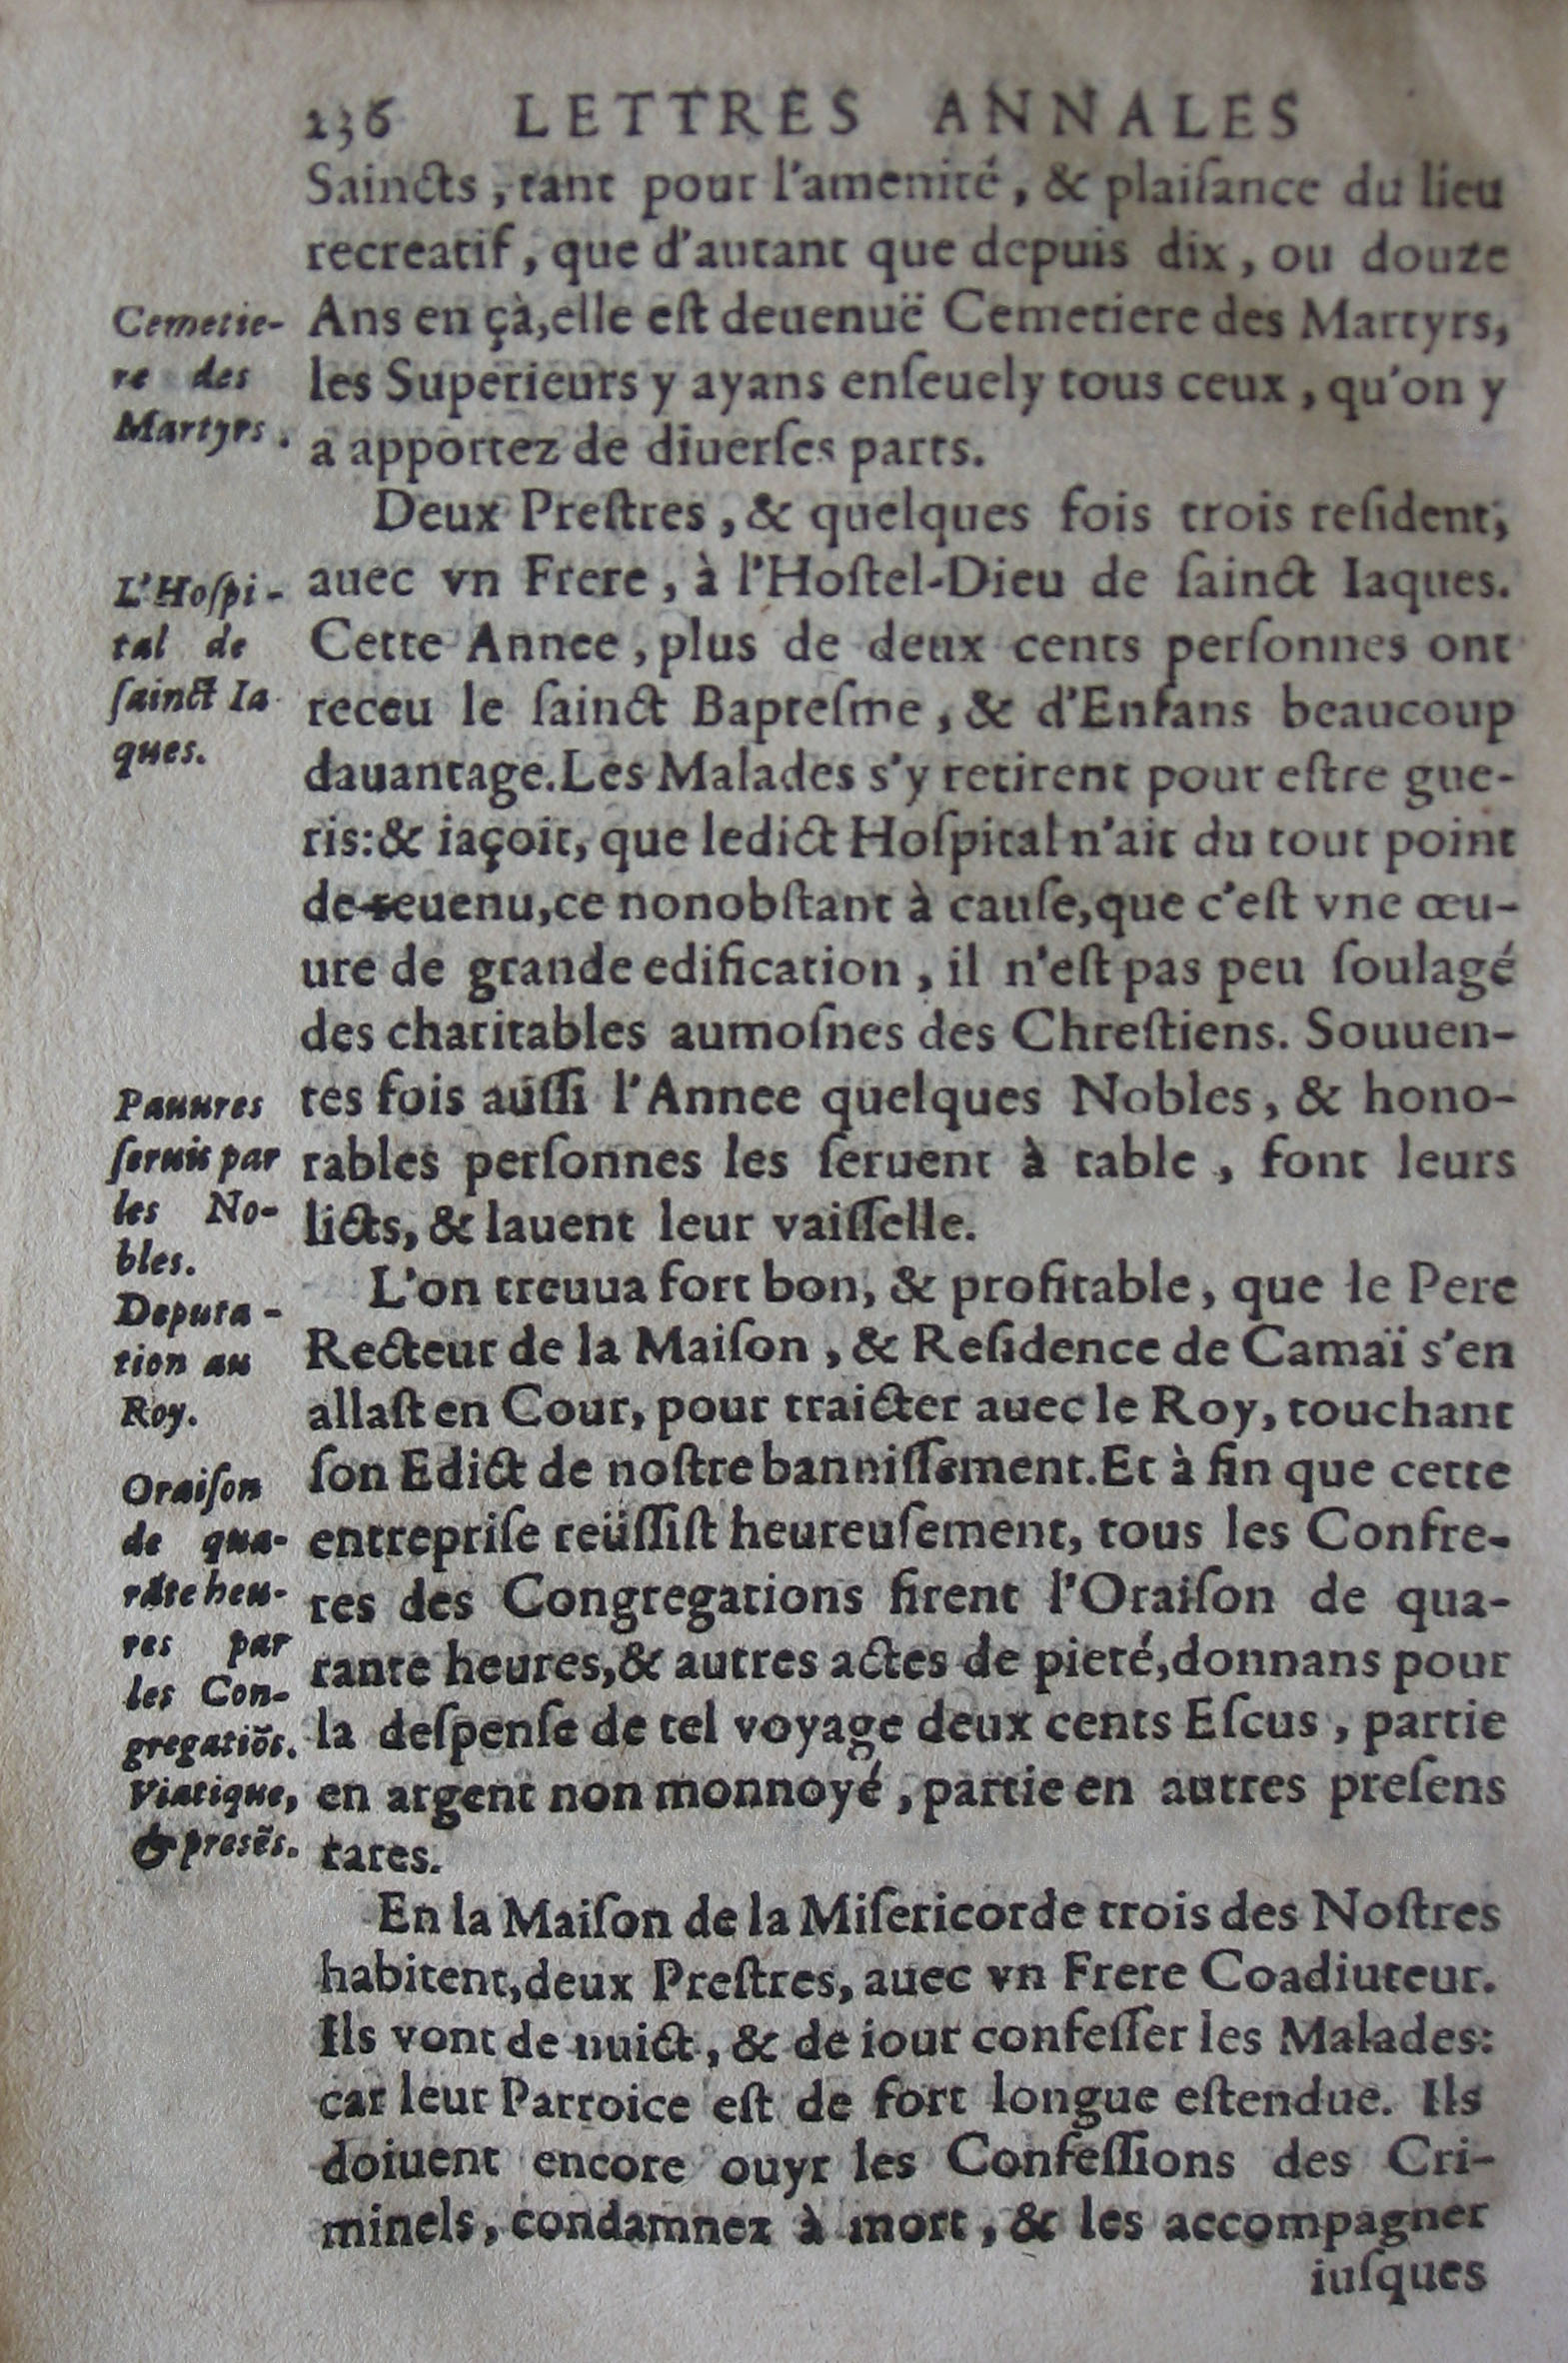 236 LETTRES ANNALES
Saincts, tant pour l'amenité, & plaiſance du lieu
recreatif, que d'autant que depuis dix, ou douze
Ans en çà, elle eſt deuenuë Cemetiere des Martyrs,
les Superieurs y ayans enſeuely tous ceux, qu'on y
a apportez de diuerſes parts.
Cemetie-
re des
Martyrs.
Deux Preſtres, & quelques fois trois reſident,
auec vn Frere, à l'Hoſtel-Dieu de ſainct Iaques.
Cette Annee, plus de deux cents perſonnes ont
receu le ſainct Bapteſme, & d'Enfans beaucoup
dauantage. Les Malades s'y retirent pour eſtre gue-
ris: & iaçoit, que ledict Hoſpital n'ait du tout point
de reuenu, ce nonobſtant à cauſe, que c'eſt vne œu-
ure de grande edification, il n'eſt pas peu ſoulagé
des charitables aumoſnes des Chreſtiens. Souuen-
tes fois auſſi l'Annee quelques Nobles, & hono-
rables perſonnes les ſeruent à table, font leurs
licts, & lauent leur vaiſſelle.
L'Hoſpi-
tal de
ſainct Ia
ques.
Pauures
ſeruis par
les No-
bles.
L'on treuua fort bon, & profitable, que le Pere
Recteur de la Maiſon, & Reſidence de Camaï s'en
allaſt en Cour, pour traicter auec le Roy, touchant
ſon Edict de noſtre banniſſement. Et à fin que cette
entrepriſe reüſſiſt heureuſement, tous les Confre-
res des Congregations firent l'Oraiſon de qua-
rante heures, & autres actes de pieté, donnans pour
la deſpenſe de tel voyage deux cents Eſcus, partie
en argent non monnoyé, partie en autres preſens
rares.
Deputa-
tion au
Roy.
Oraiſon
de qua-
rãte heu-
res par
les Con-
gregatiõs.
Viatique,
& presẽs.
En la Maiſon de la Miſericorde trois des Noſtres
habitent, deux Preſtres, auec vn Frere Coadiuteur.
Ils vont de nuict, & de iour confeſſer les Malades:
car leur Parroice eſt de fort longue eſtendue. Ils
doiuent encore ouyr les Confeſſions des Cri-
minels, condamnez à mort, & les accompagner
iuſques